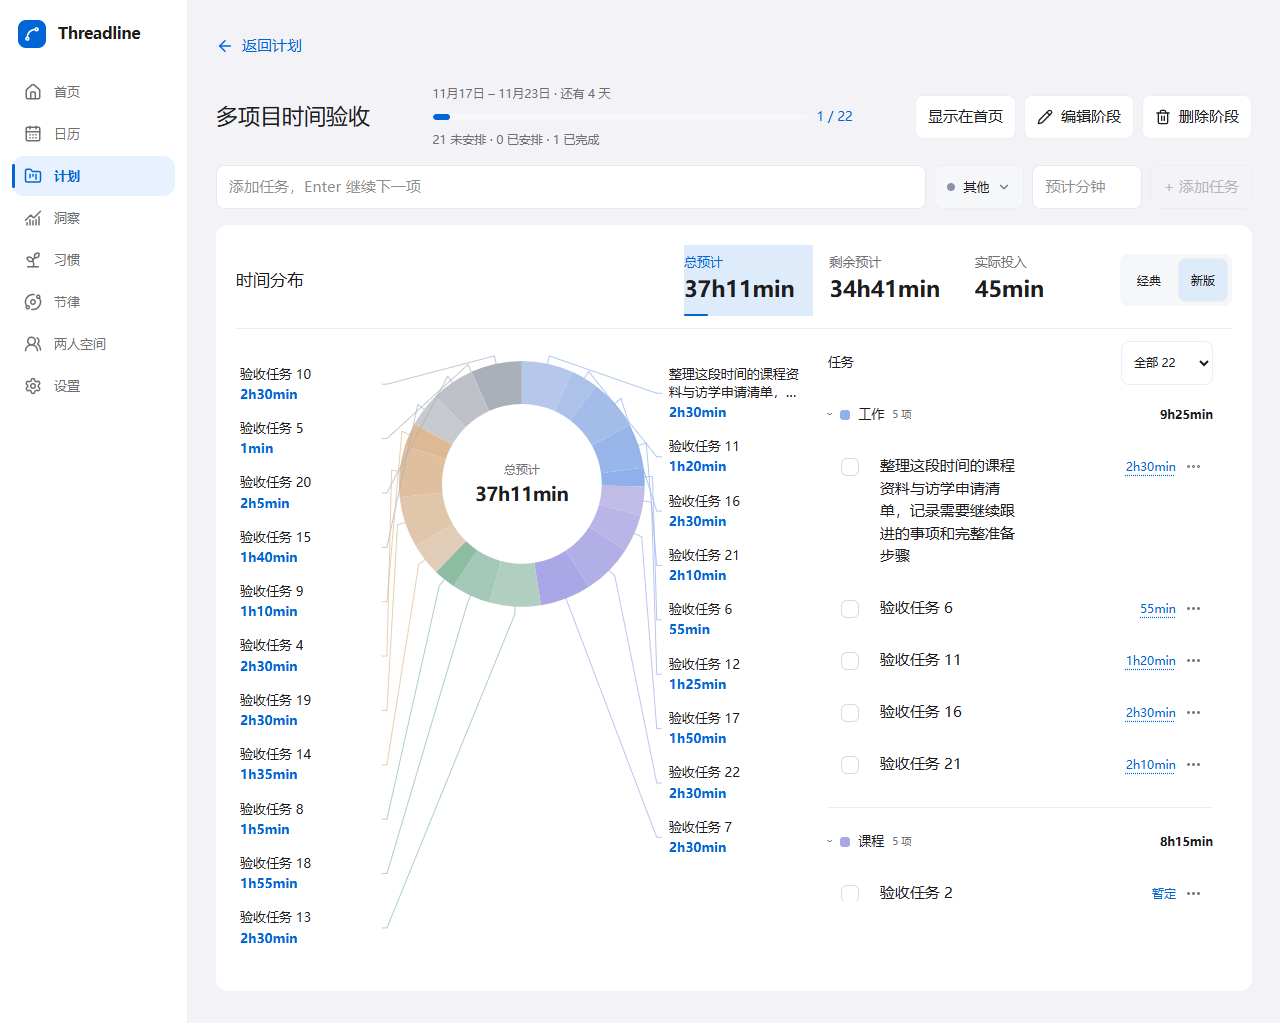 Threadline
首页
日历
计划
洞察
习惯
节律
两人空间
设置
返回计划
多项目时间验收
11月17日 – 11月23日 · 还有 4 天
1 / 22
21 未安排 · 0 已安排 · 1 已完成
显示在首页
编辑阶段
删除阶段
添加任务，Enter 继续下一项
其他
预计分钟
+ 添加任务
时间分布
总预计
37h11min
剩余预计
34h41min
实际投入
45min
经典
新版
验收任务 10
2h30min
验收任务 5
1min
验收任务 20
2h5min
验收任务 15
1h40min
验收任务 9
1h10min
验收任务 4
2h30min
验收任务 19
2h30min
验收任务 14
1h35min
验收任务 8
1h5min
验收任务 18
1h55min
验收任务 13
2h30min
总预计
37h11min
整理这段时间的课程资
料与访学申请清单，...
2h30min
验收任务 11
1h20min
验收任务 16
2h30min
验收任务 21
2h10min
验收任务 6
55min
验收任务 12
1h25min
验收任务 17
1h50min
验收任务 22
2h30min
验收任务 7
2h30min
任务
全部 22
工作 5 项
9h25min
整理这段时间的课程
资料与访学申请清
单，记录需要继续跟
进的事项和完整准备
步骤
2h30min
验收任务 6
55min
验收任务 11
1h20min
验收任务 16
2h30min
验收任务 21
2h10min
课程 5 项
8h15min
验收任务 2
暂定